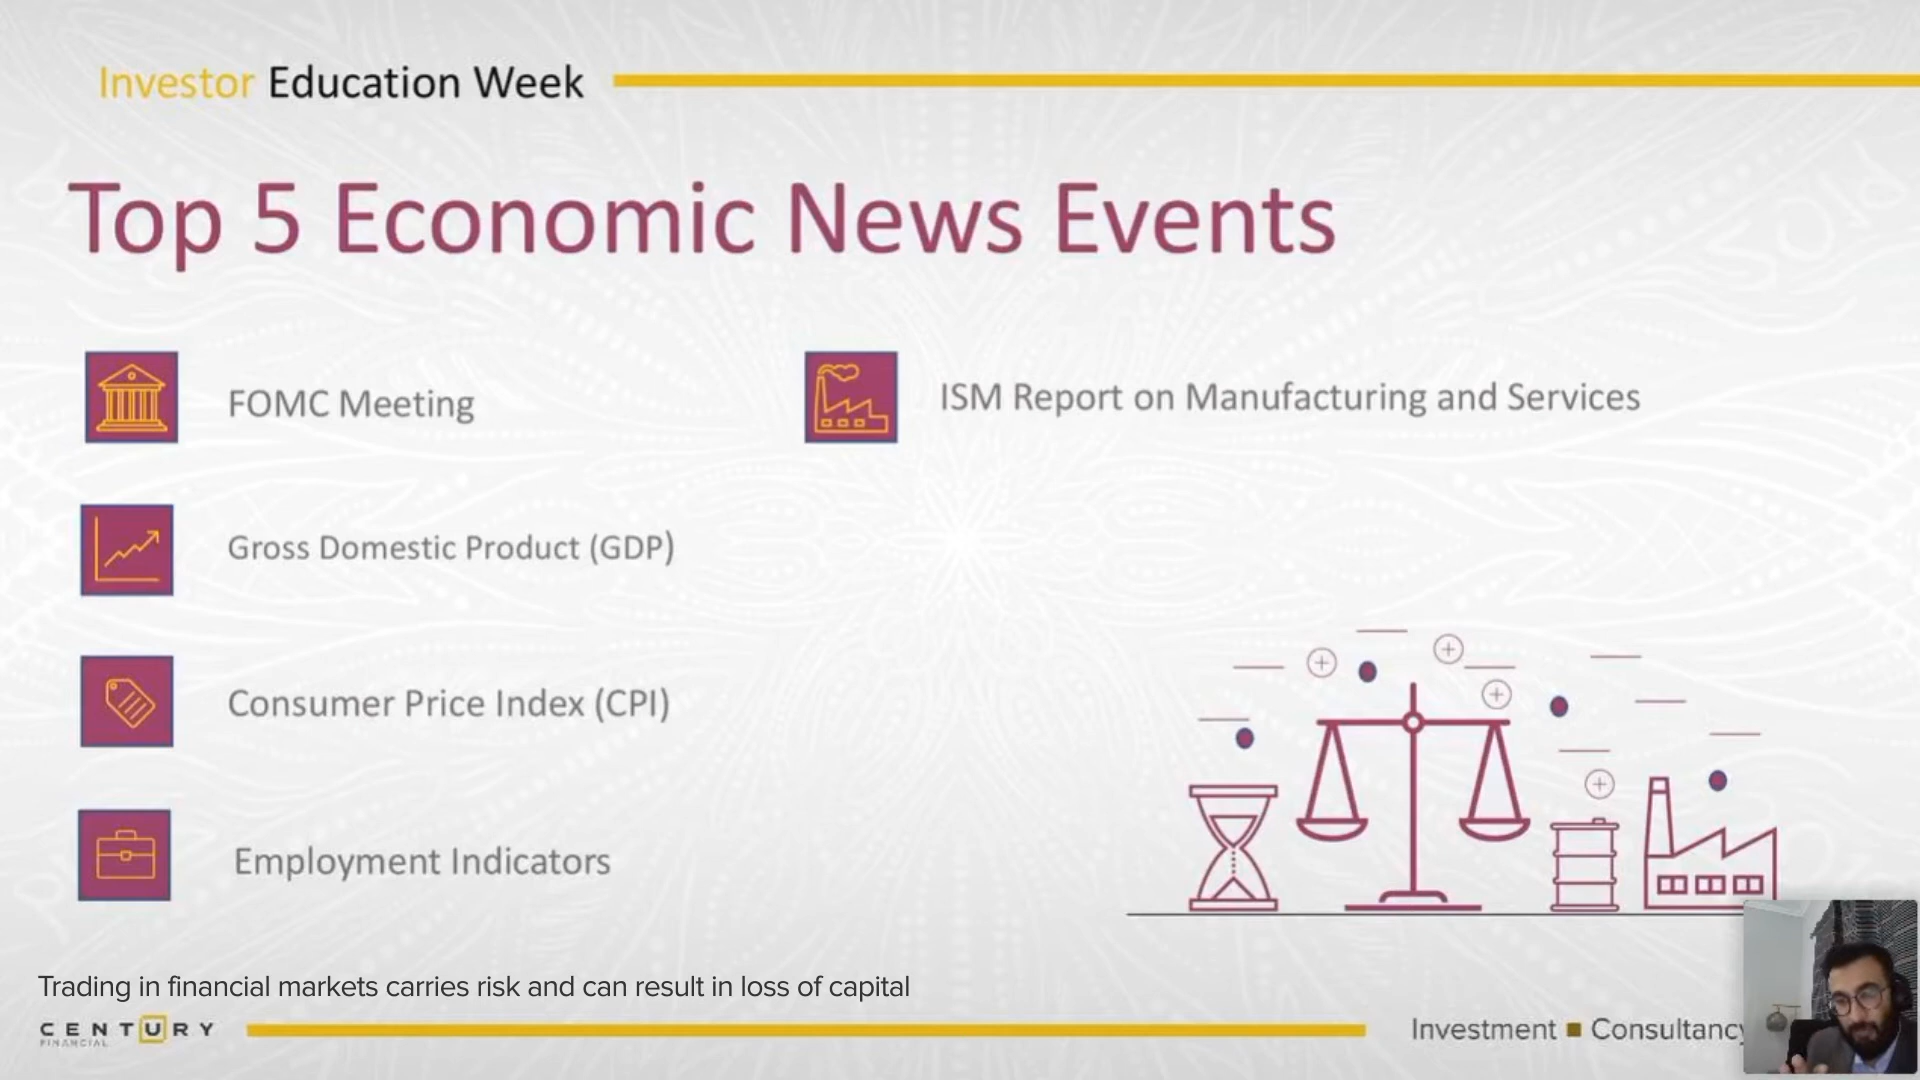 Investor Education Week
Top 5 Economic News Events
FOMC Meeting
Gross Domestic Product (GDP)
Consumer Price Index (CPI)
Employment Indicators
ISM Report on Manufacturing and Services
Trading in financial markets carries risk and can result in loss of capital
CENTURY
FINANCIAL
Investment ■ Consultancy